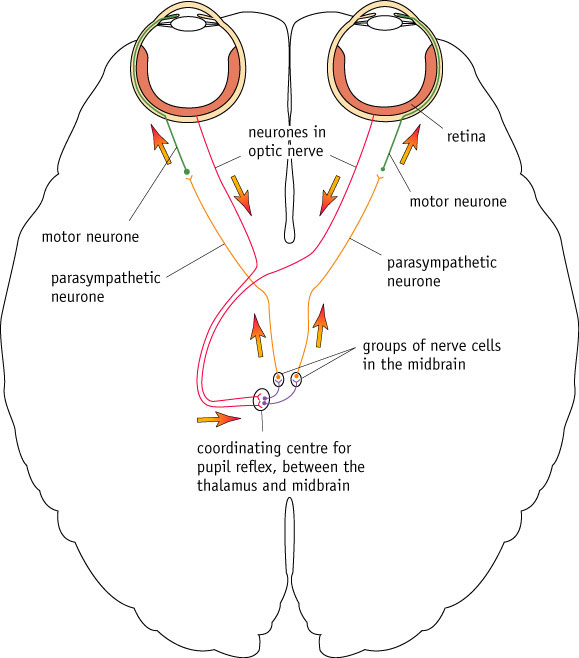 neurones in
optic nerve
retina
motor neurone
motor neurone
parasympathetic
neurone
parasympathetic
neurone
groups of nerve cells
in the midbrain
coordinating centre for
pupil reflex, between the
thalamus and midbrain